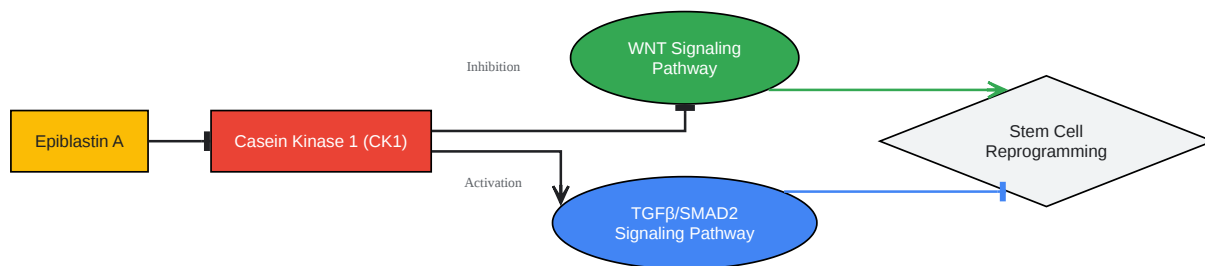 Epiblastin A
Casein Kinase 1 (CK1)
Inhibition
WNT Signaling
Pathway
Activation
TGFβ/SMAD2
Signaling Pathway
Stem Cell
Reprogramming